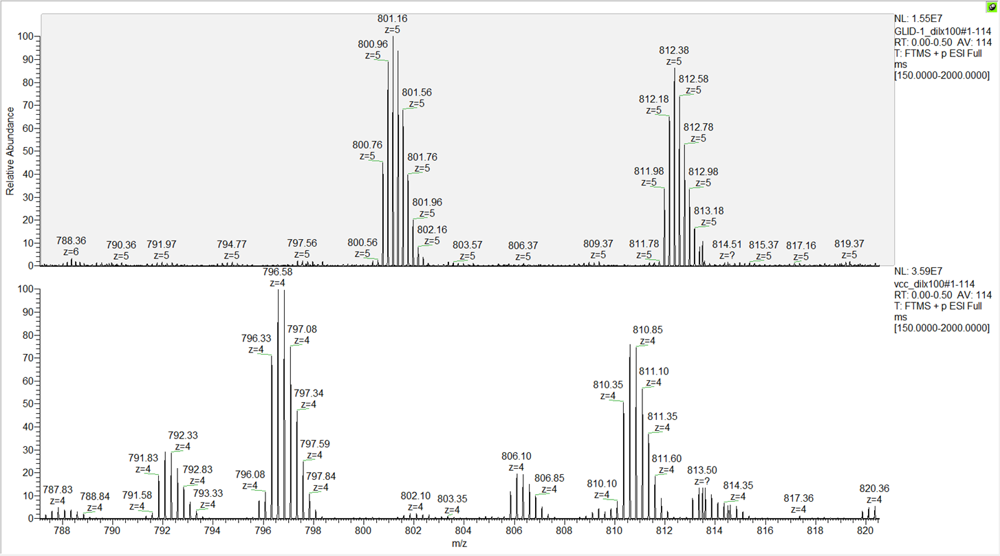 801.16
z=5
800.96
z=5
801.56
z=5
800.76
z=5
801.76
z=5
801.96
z=5
802.16
z=5
812.38
z=5
812.58
z=5
812.18
z=5
812.78
z=5
811.98
z=5
812.98
z=5
813.18
z=5
788.36
z=6
790.36
z=5
791.97
z=5
794.77
z=5
797.56
z=5
800.56
z=5
803.57
z=5
806.37
z=5
809.37
z=5
811.78
z=5
814.51
z=?
815.37
z=5
817.16
z=5
819.37
z=5
100
90
80
70
60
50
40
30
20
10
0
Relative Abundance
NL: 1.55E7
GLID-1_dilx100#1-114
RT: 0.00-0.50 AV: 114
T: FTMS + p ESI Full
ms
[150.0000-2000.0000]
796.58
z=4
796.33
z=4
797.08
z=4
797.34
z=4
797.59
z=4
797.84
z=4
796.08
z=4
792.33
z=4
791.83
z=4
792.83
z=4
793.33
z=4
791.58
z=4
787.83
z=4
788.84
z=4
802.10
z=4
803.35
z=4
806.10
z=4
806.85
z=4
810.10
z=4
810.35
z=4
810.85
z=4
811.10
z=4
811.35
z=4
811.60
z=4
813.50
z=?
814.35
z=4
817.36
z=4
820.36
z=4
100
90
80
70
60
50
40
30
20
10
0
NL: 3.59E7
vcc_dilx100#1-114
RT: 0.00-0.50 AV: 114
T: FTMS + p ESI Full
ms
[150.0000-2000.0000]
788 790 792 794 796 798 800 802 804 806 808 810 812 814 816 818 820
m/z